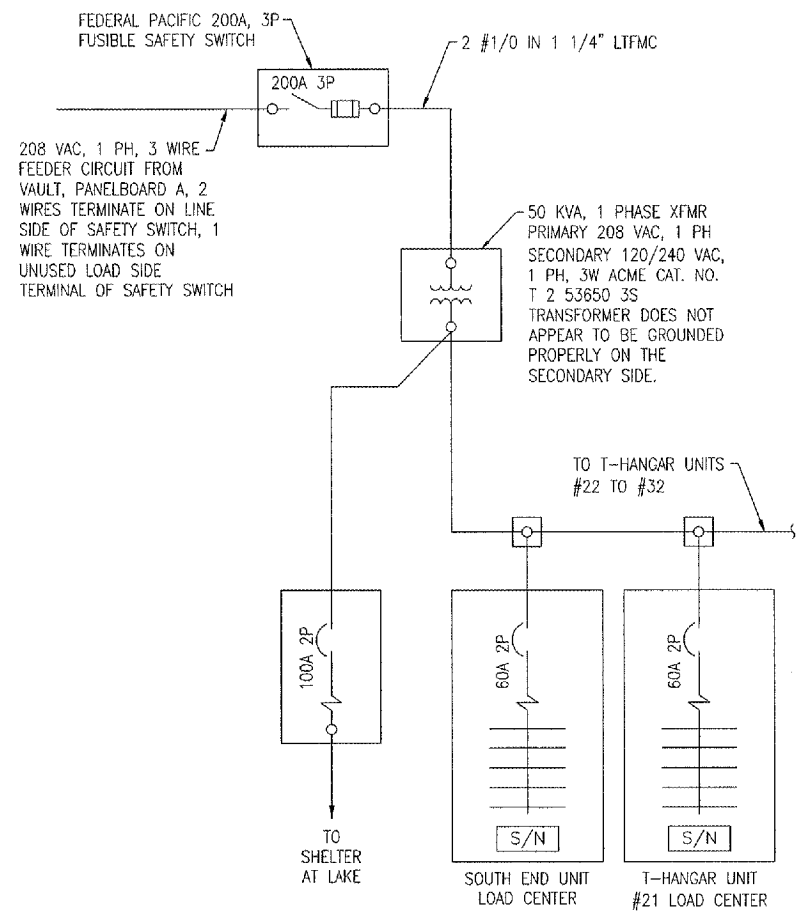 FEDERAL PACIFIC 200A, 3P
FUSIBLE SAFETY SWITCH
2 #1/0 IN 1 1/4" LTFMC
200A 3P
208 VAC, 1 PH, 3 WIRE
FEEDER CIRCUIT FROM
VAULT, PANELBOARD A, 2
WIRES TERMINATE ON LINE
SIDE OF SAFETY SWITCH, 1
WIRE TERMINATES ON
UNUSED LOAD SIDE
TERMINAL OF SAFETY SWITCH
50 KVA, 1 PHASE XFMR
PRIMARY 208 VAC, 1 PH
SECONDARY 120/240 VAC,
1 PH, 3W ACME CAT. NO.
T 2 53650 3S
TRANSFORMER DOES NOT
APPEAR TO BE GROUNDED
PROPERLY ON THE
SECONDARY SIDE.
TO T-HANGAR UNITS
#22 TO #32
100A 2P
60A 2P
60A 2P
S/N
S/N
TO
SHELTER
AT LAKE
SOUTH END UNIT
LOAD CENTER
T-HANGAR UNIT
#21 LOAD CENTER